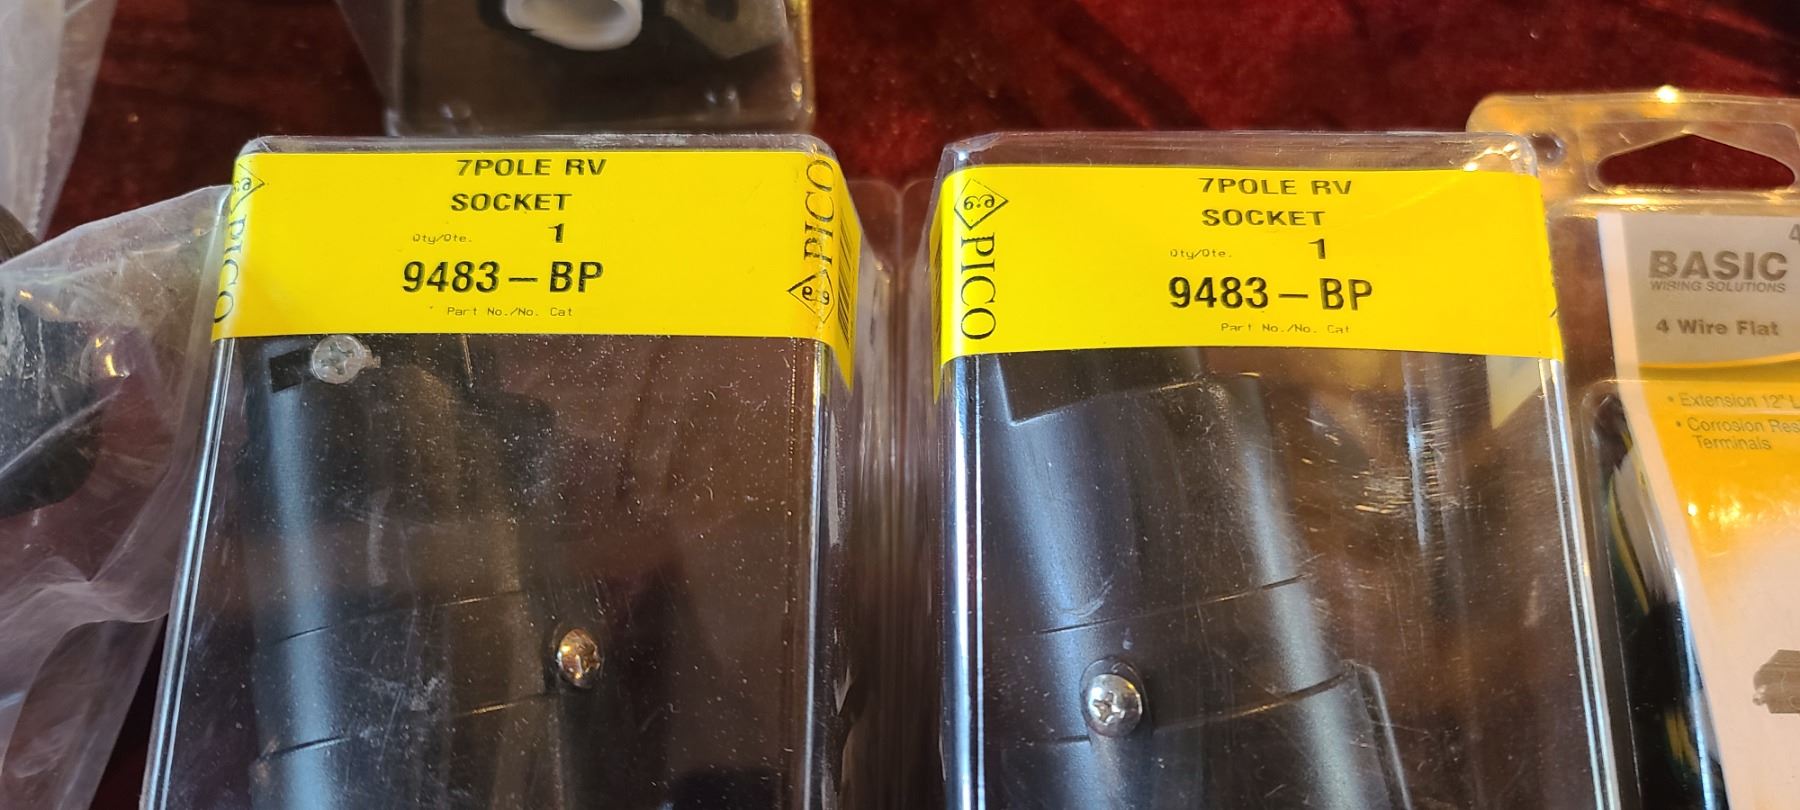 7POLE RV
SOCKET
Qty/Qte. 1
9483-BP
Part No./No. Cat
PICO
PICO
7POLE RV
SOCKET
Qty/Qte. 1
9483-BP
Part No./No. Cat
PICO
4
BASIC
WIRING SOLUTIONS
4 Wire Flat
• Extension 12" L
• Corrosion Res
Terminals